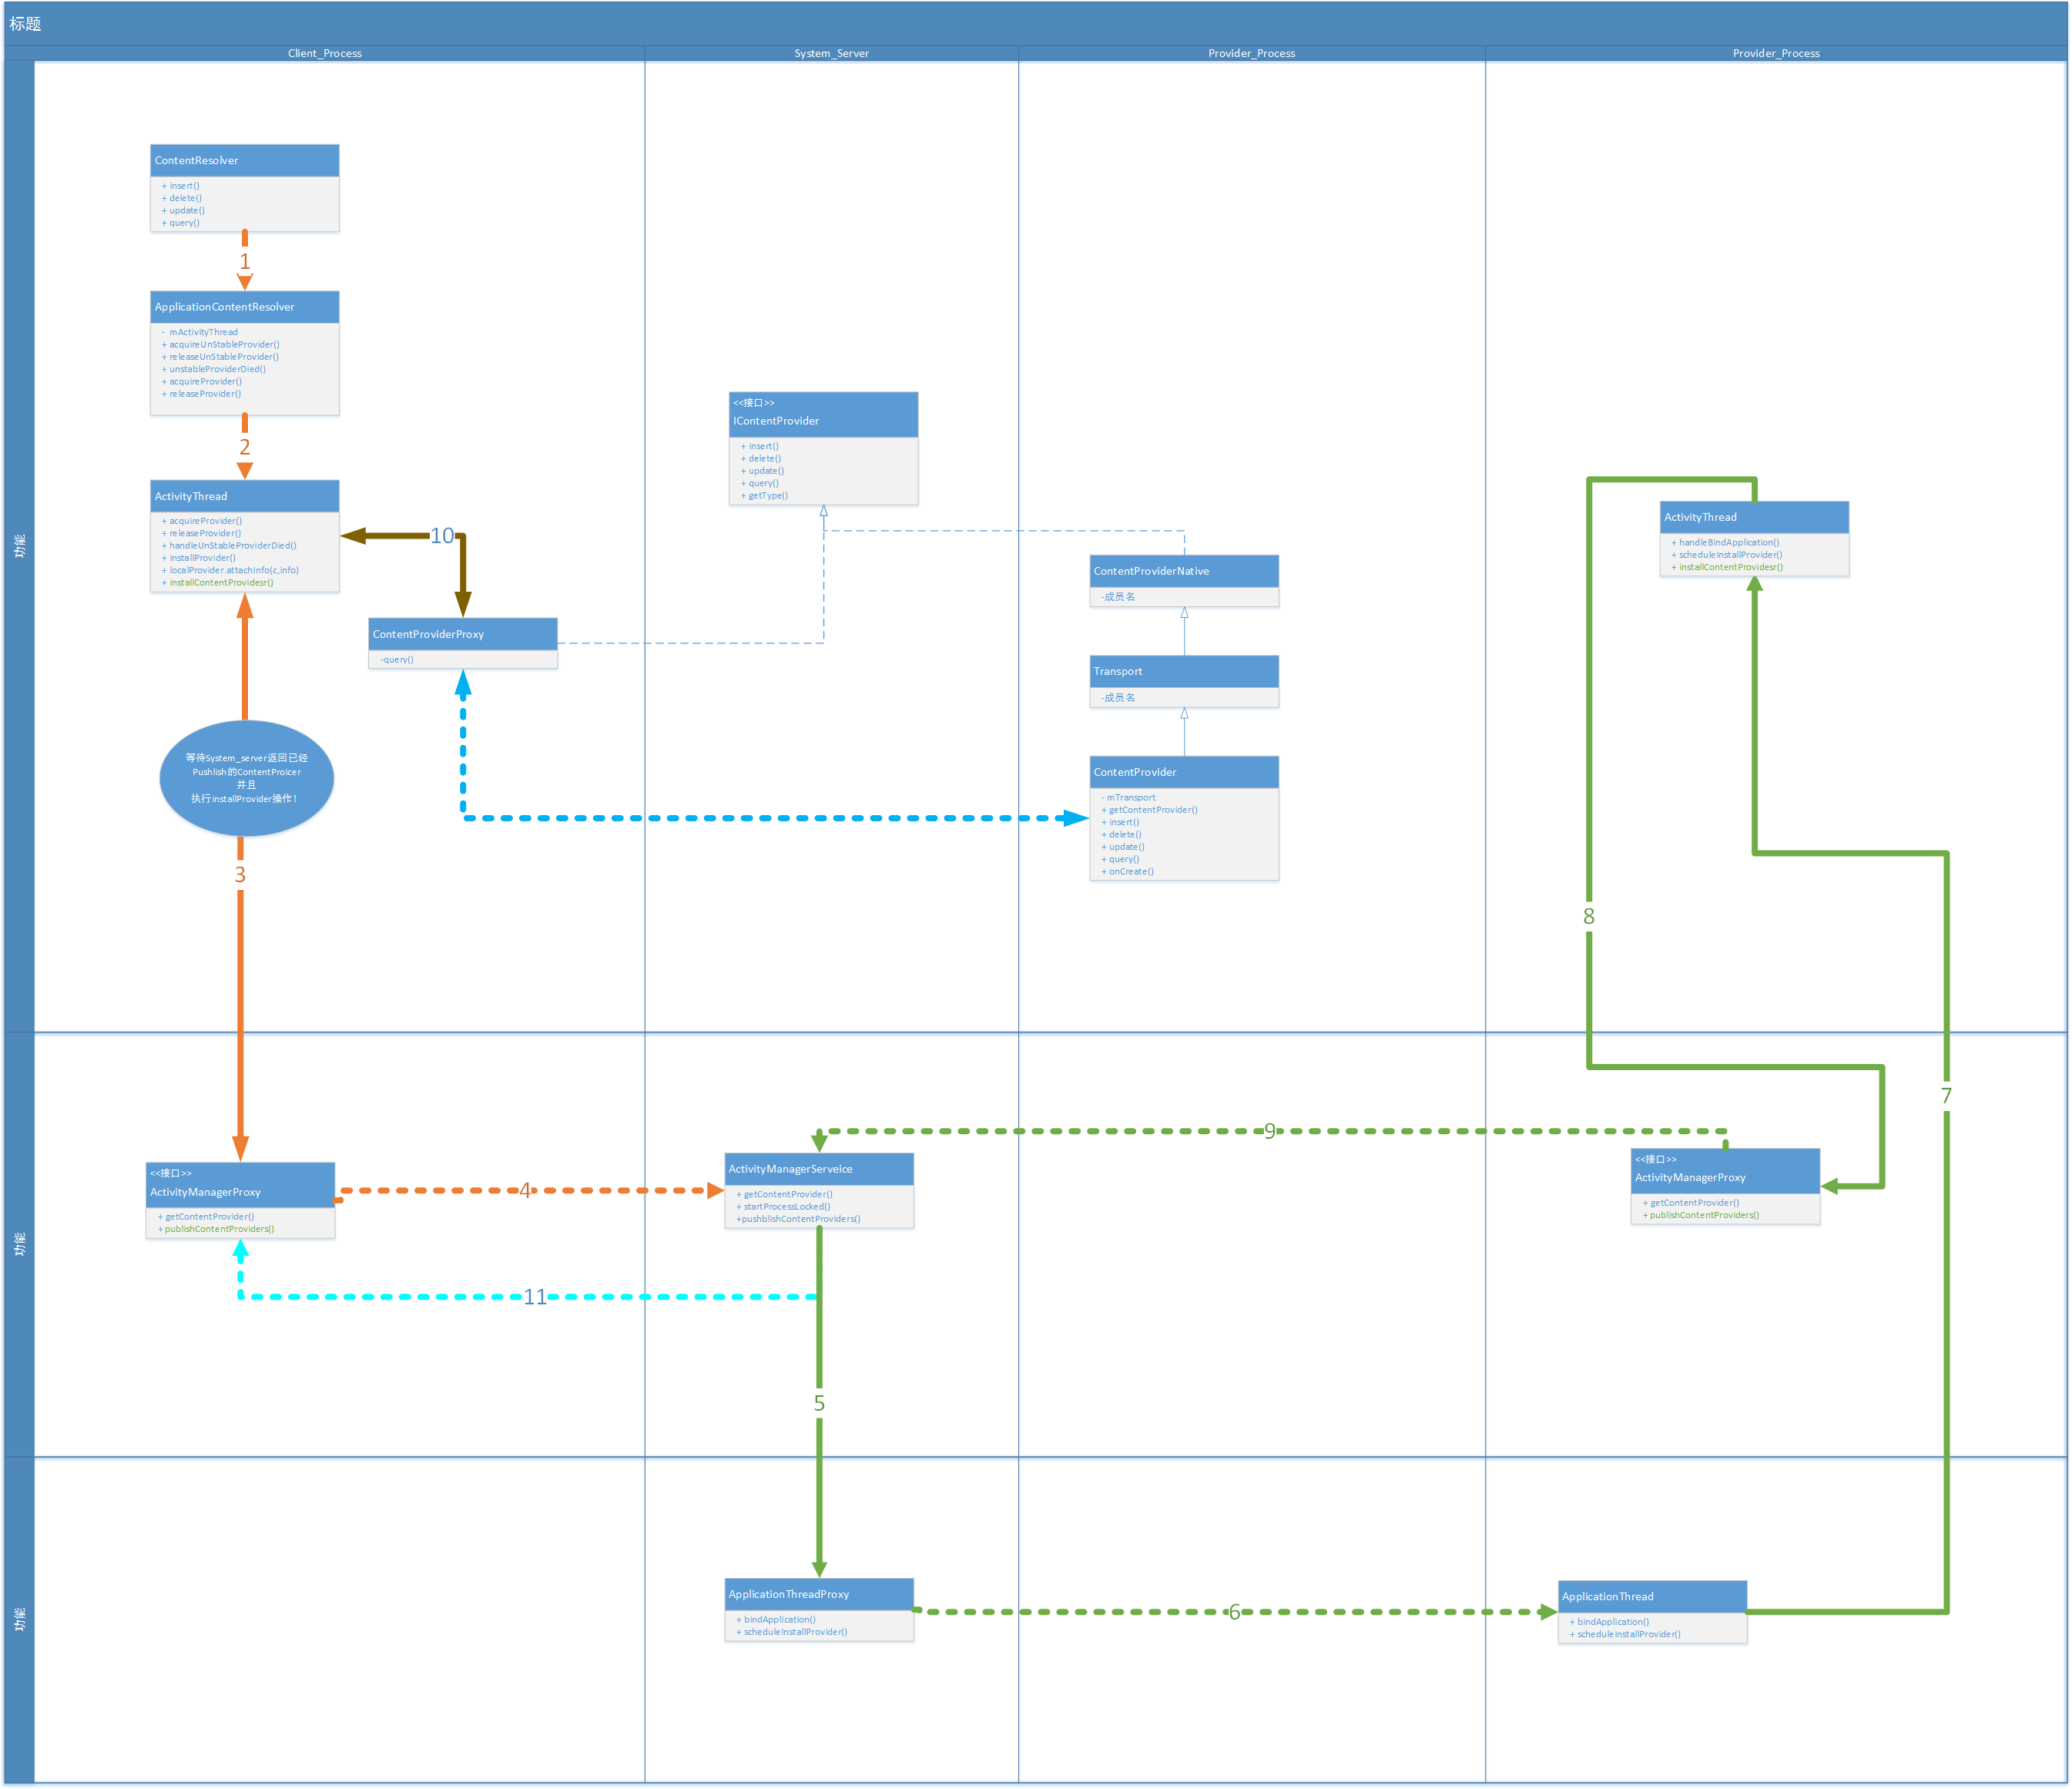 标题
Client_Process
System_Server
Provider_Process
Provider_Process
功能
ContentResolver
+ insert()
+ delete()
+ update()
+ query()
1
ApplicationContentResolver
- mActivityThread
+ acquireUnStableProvider()
+ releaseUnStableProvider()
+ unstableProviderDied()
+ acquireProvider()
+ releaseProvider()
2
ActivityThread
+ acquireProvider()
+ releaseProvider()
+ handleUnStableProviderDied()
+ installProvider()
+ localProvider.attachInfo(c,info)
+ installContentProvidesr()
10
ContentProviderProxy
-query()
等待System_server返回已经
Pushlish的ContentProicer
并且
执行installProvider操作!
3
<<接口>>
IContentProvider
+ insert()
+ delete()
+ update()
+ query()
+ getType()
ContentProviderNative
-成员名
Transport
-成员名
ContentProvider
- mTransport
+ getContentProvider()
+ insert()
+ delete()
+ update()
+ query()
+ onCreate()
ActivityThread
+ handleBindApplication()
+ scheduleInstallProvider()
+ installContentProvidesr()
8
7
功能
<<接口>>
ActivityManagerProxy
+ getContentProvider()
+ publishContentProviders()
4
11
ActivityManagerServeice
+ getContentProvider()
+ startProcessLocked()
+pushblishContentProviders()
9
5
<<接口>>
ActivityManagerProxy
+ getContentProvider()
+ publishContentProviders()
功能
ApplicationThreadProxy
+ bindApplication()
+ scheduleInstallProvider()
6
ApplicationThread
+ bindApplication()
+ scheduleInstallProvider()